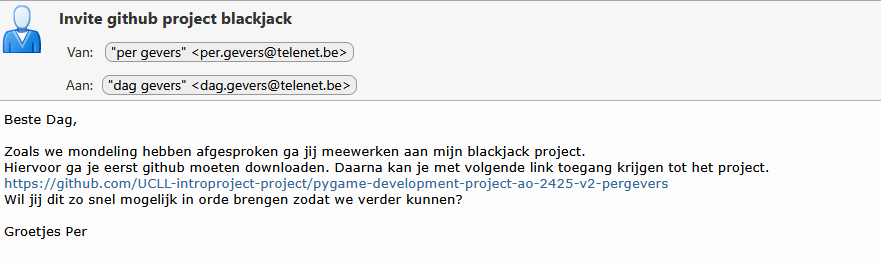 Invite github project blackjack
Van: "per gevers" <per.gevers@telenet.be>
Aan: "dag gevers" <dag.gevers@telenet.be>
Beste Dag,
Zoals we mondeling hebben afgesproken ga jij meewerken aan mijn blackjack project.
Hiervoor ga je eerst github moeten downloaden. Daarna kan je met volgende link toegang krijgen tot het project.
https://github.com/UCLL-introproject-project/pygame-development-project-ao-2425-v2-pergevers
Wil jij dit zo snel mogelijk in orde brengen zodat we verder kunnen?
Groetjes Per